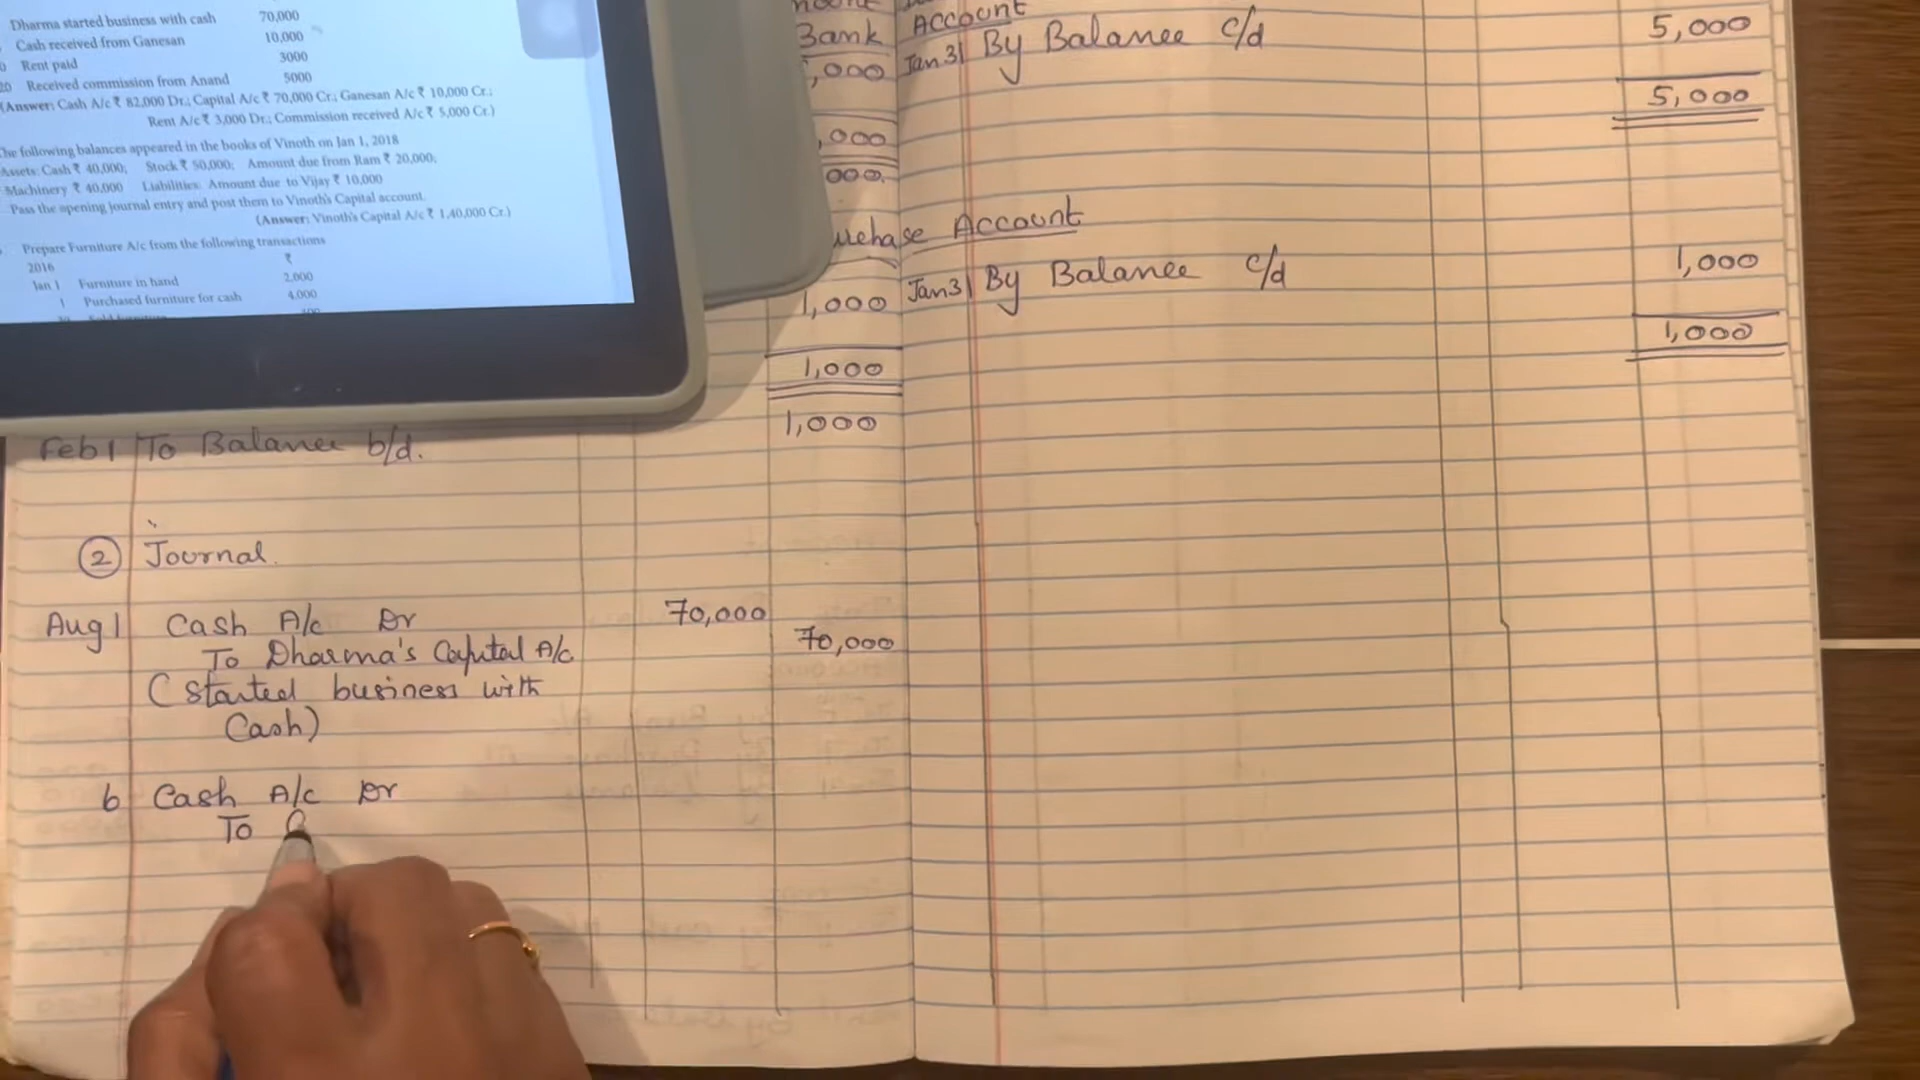 Dharma started business with cash 70,000
Cash received from Ganesan 10,000
Rent paid 3000
20 Received commission from Anand 5000
(Answer: Cash A/c ₹ 82,000 Dr.; Capital A/c ₹ 70,000 Cr.; Ganesan A/c ₹ 10,000 Cr.;
Rent A/c ₹ 3,000 Dr.; Commission received A/c ₹ 5,000 Cr.)
The following balances appeared in the books of Vinoth on Jan 1, 2018
Assets: Cash ₹ 40,000; Stock ₹ 50,000; Amount due from Ram ₹ 20,000;
Machinery ₹ 40,000 Liabilities: Amount due to Vijay ₹ 10,000
Pass the opening journal entry and post them to Vinoth's Capital account.
(Answer: Vinoth's Capital A/c ₹ 1,40,000 Cr.)
Prepare Furniture A/c from the following transactions
2016 ₹
Jan 1 Furniture in hand 2,000
1 Purchased furniture for cash 4,000
Bank Account
,000 Jan 31 By Balance c/d 5,000
5,000
,000
000.
Purchase Account
1,000 Jan 31 By Balance c/d 1,000
1,000 1,000
Feb 1 To Balance b/d. 1,000
2 Journal.
Aug 1 Cash A/c Dr 70,000
To Dharma's Capital A/c 70,000
(Started business with
Cash)
6 Cash A/c Dr
To